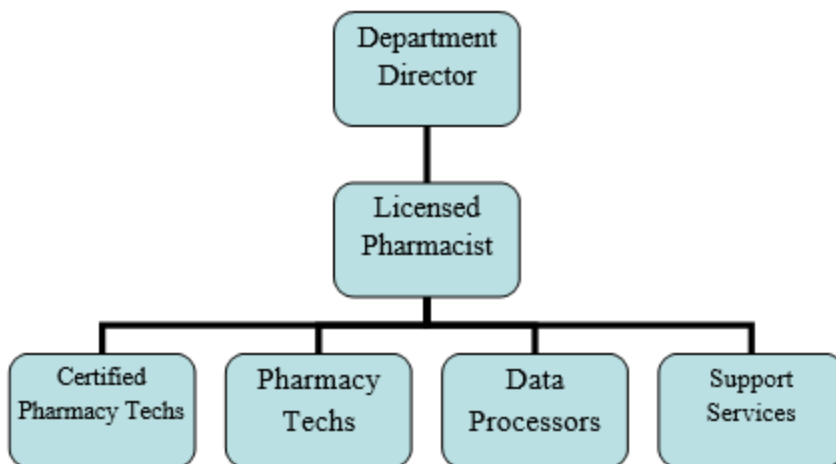 Department
Director
Licensed
Pharmacist
Certified
Pharmacy Techs
Pharmacy
Techs
Data
Processors
Support
Services